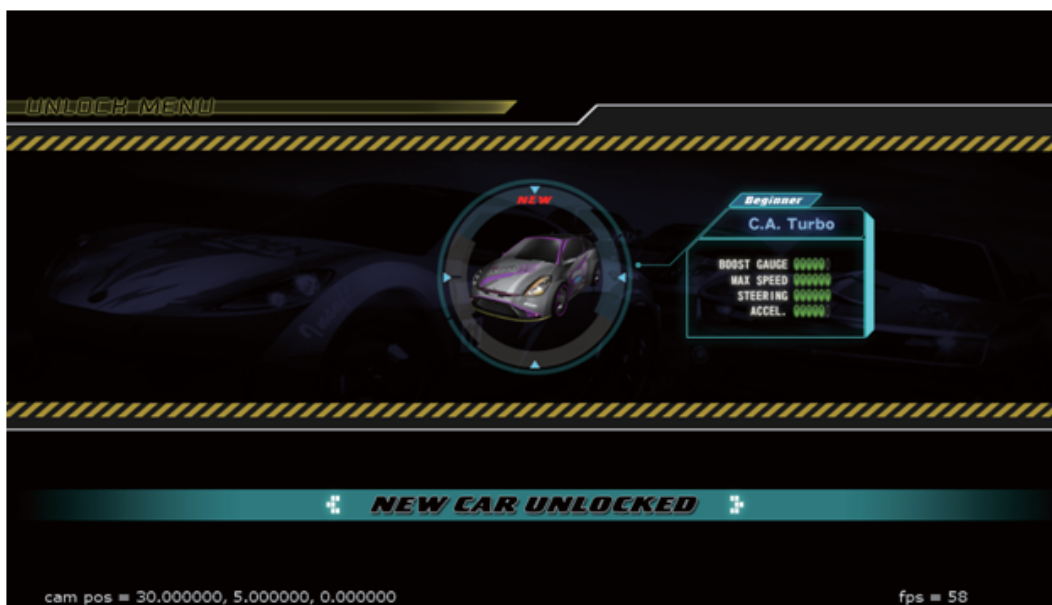 UNLOCK MENU
NEW
Beginner
C.A. Turbo
BOOST GAUGE
MAX SPEED
STEERING
ACCEL.
NEW CAR UNLOCKED
cam pos = 30.000000, 5.000000, 0.000000
fps = 58